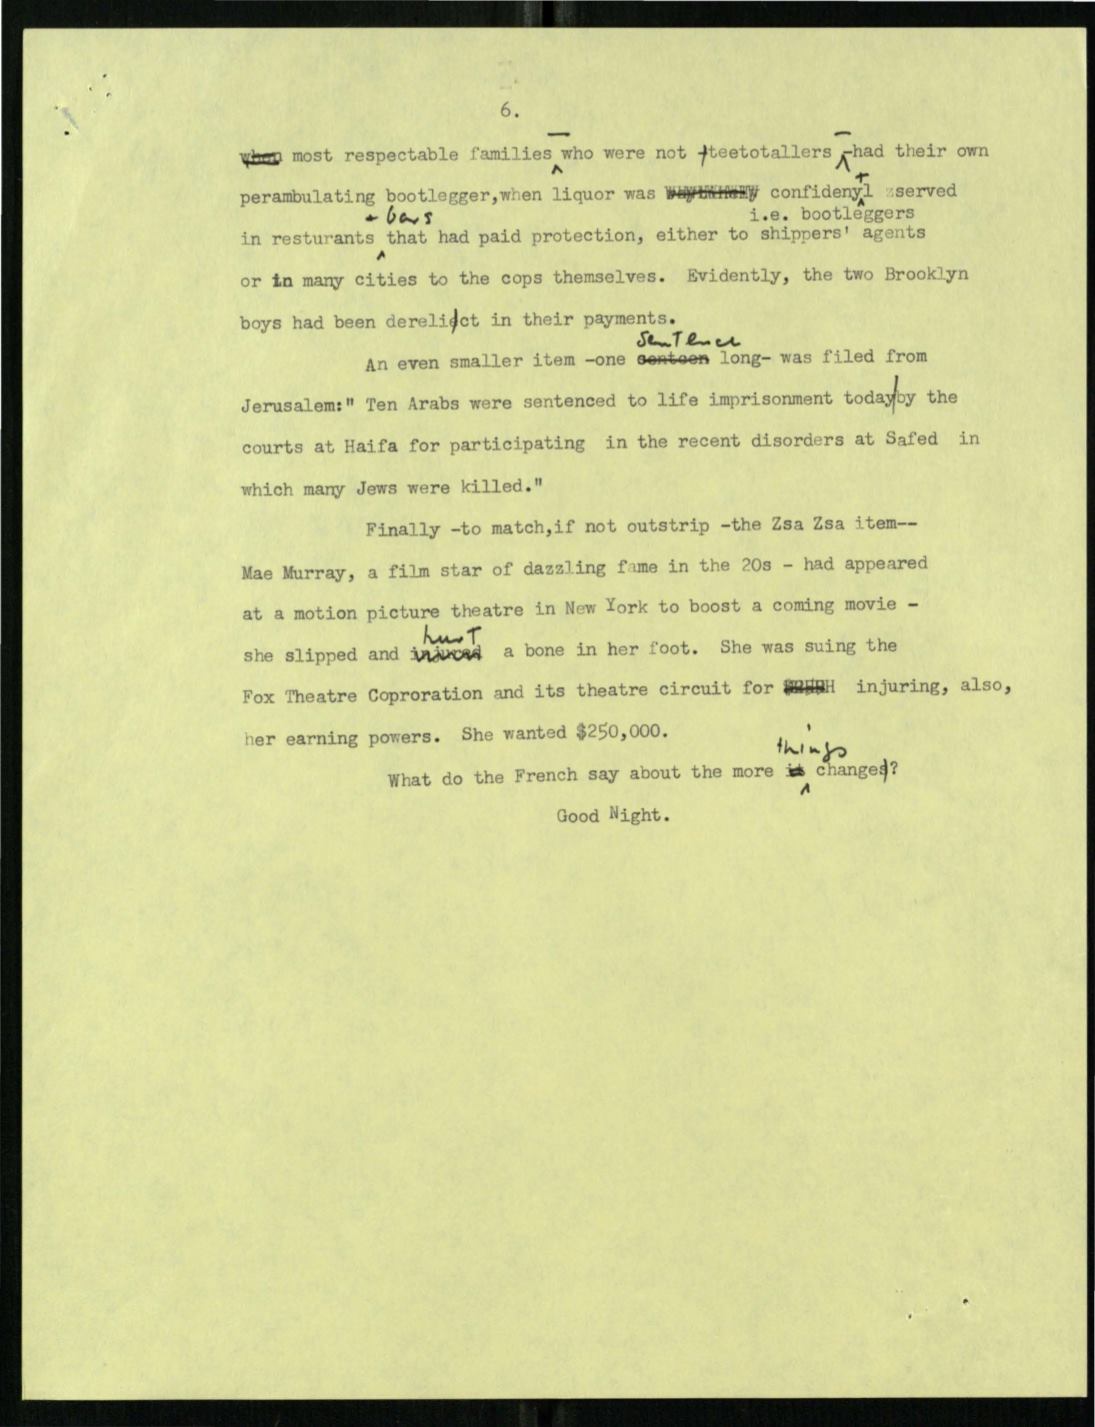 6.
when most respectable families — who were not teetotallers — had their own
perambulating bootlegger,when liquor was confidently served
i.e. bootleggers
in resturants + bars that had paid protection, either to shippers' agents
or in many cities to the cops themselves. Evidently, the two Brooklyn
boys had been derelict in their payments.
An even smaller item -one sentence long- was filed from
Jerusalem:" Ten Arabs were sentenced to life imprisonment today by the
courts at Haifa for participating in the recent disorders at Safed in
which many Jews were killed."
Finally -to match,if not outstrip -the Zsa Zsa item--
Mae Murray, a film star of dazzling fame in the 20s - had appeared
at a motion picture theatre in New York to boost a coming movie -
she slipped and hurt a bone in her foot. She was suing the
Fox Theatre Coproration and its theatre circuit for injuring, also,
her earning powers. She wanted $250,000.
What do the French say about the more things change?
Good Night.